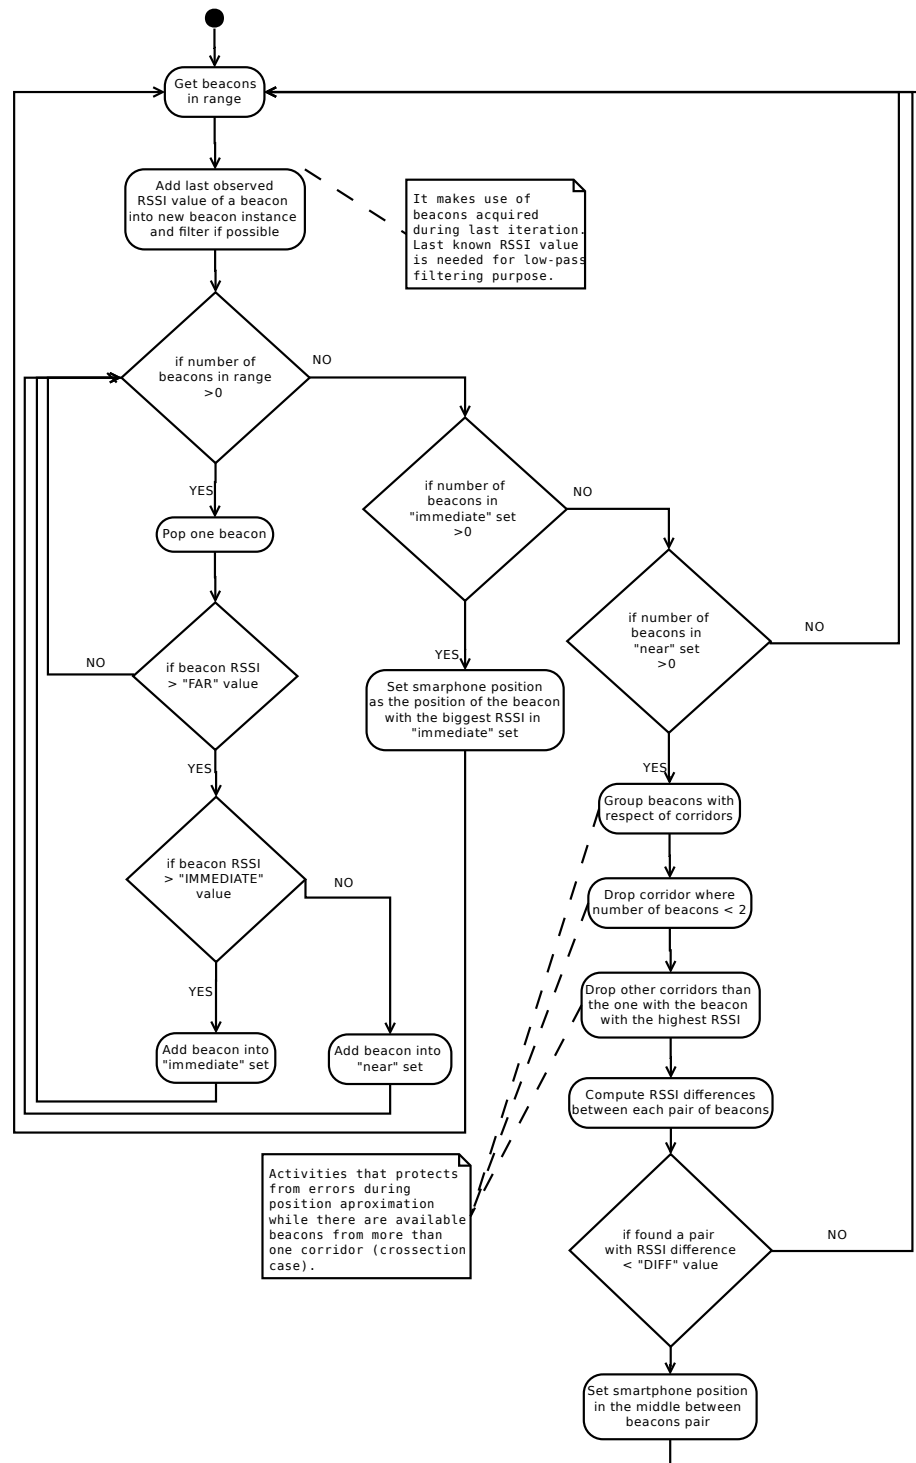 Get beacons
in range
Add last observed
RSSI value of a beacon
into new beacon instance
and filter if possible
It makes use of
beacons acquired
during last iteration.
Last known RSSI value
is needed for low-pass
filtering purpose.
if number of
beacons in range
>0
NO
YES
Pop one beacon
if beacon RSSI
> "FAR" value
NO
YES
if beacon RSSI
> "IMMEDIATE"
value
NO
YES
Add beacon into
"immediate" set
Add beacon into
"near" set
if number of
beacons in
"immediate" set
>0
NO
YES
Set smarphone position
as the position of the beacon
with the biggest RSSI in
"immediate" set
if number of
beacons in
"near" set
>0
NO
YES
Group beacons with
respect of corridors
Drop corridor where
number of beacons < 2
Drop other corridors than
the one with the beacon
with the highest RSSI
Compute RSSI differences
between each pair of beacons
Activities that protects
from errors during
position aproximation
while there are available
beacons from more than
one corridor (crossection
case).
if found a pair
with RSSI difference
< "DIFF" value
NO
Set smartphone position
in the middle between
beacons pair